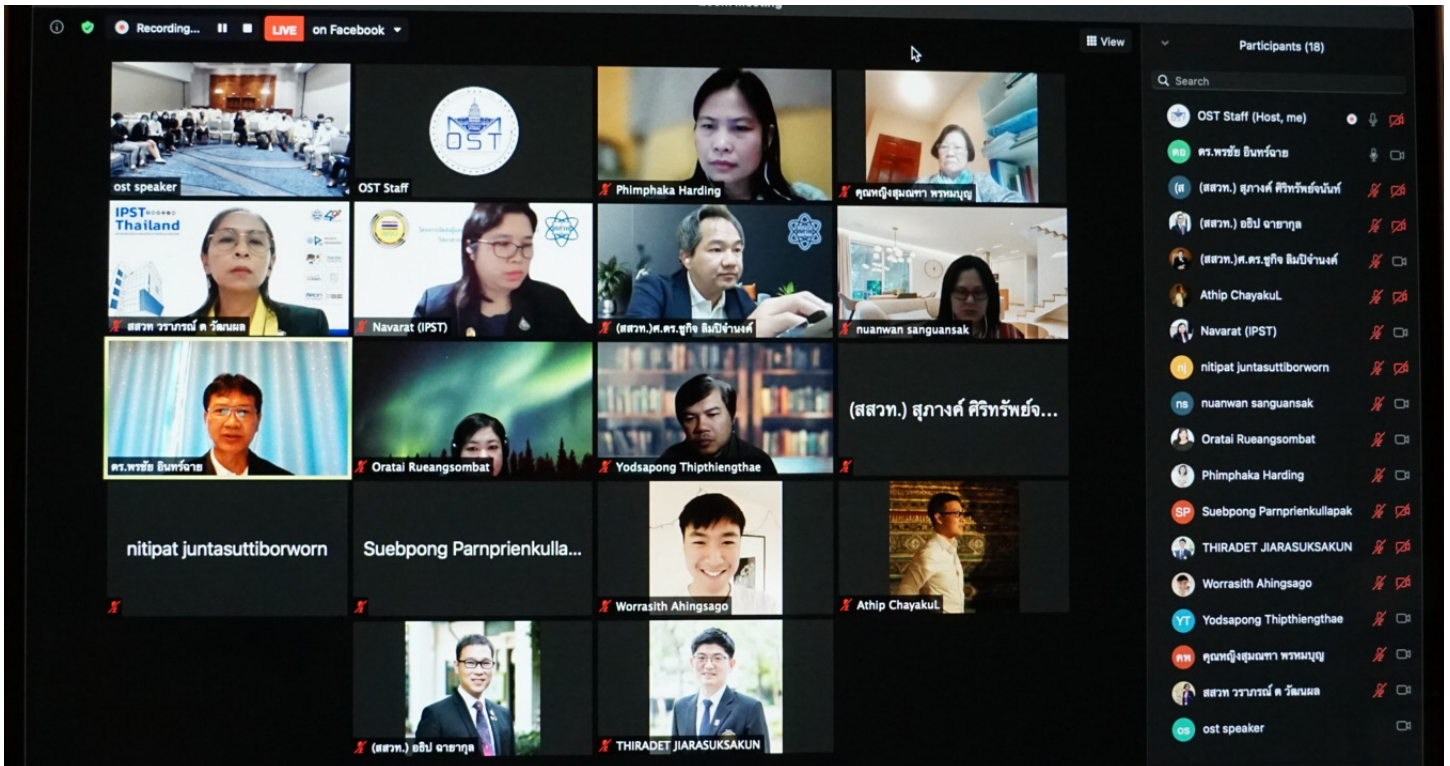 Recording...
LIVE
on Facebook
View
ost speaker
OST
OST Staff
Phimphaka Harding
คุณหญิงสุมณฑา พรหมบุญ
IPST
Thailand
สสวท วราภรณ์ ต วัฒนผล
Navarat (IPST)
(สสวท.)ศ.ดร.ชูกิจ ลิมปิจำนงค์
nuanwan sanguansak
ดร.พรชัย อินทร์ฉาย
Oratai Rueangsombat
Yodsapong Thipthiengthae
(สสวท.) สุภางค์ ศิริทรัพย์จ...
nitipat juntasuttiborworn
Suebpong Parnprienkulla...
Worrasith Ahingsago
Athip ChayakuL
(สสวท.) อธิป ฉายากุล
THIRADET JIARASUKSAKUN
Participants (18)
Search
OST Staff (Host, me)
ดอ
ดร.พรชัย อินทร์ฉาย
(ส
(สสวท.) สุภางค์ ศิริทรัพย์จนันท์
(สสวท.) อธิป ฉายากุล
(สสวท.)ศ.ดร.ชูกิจ ลิมปิจำนงค์
Athip ChayakuL
Navarat (IPST)
nj
nitipat juntasuttiborworn
ns
nuanwan sanguansak
Oratai Rueangsombat
Phimphaka Harding
SP
Suebpong Parnprienkullapak
THIRADET JIARASUKSAKUN
Worrasith Ahingsago
YT
Yodsapong Thipthiengthae
คพ
คุณหญิงสุมณฑา พรหมบุญ
สสวท วราภรณ์ ต วัฒนผล
os
ost speaker